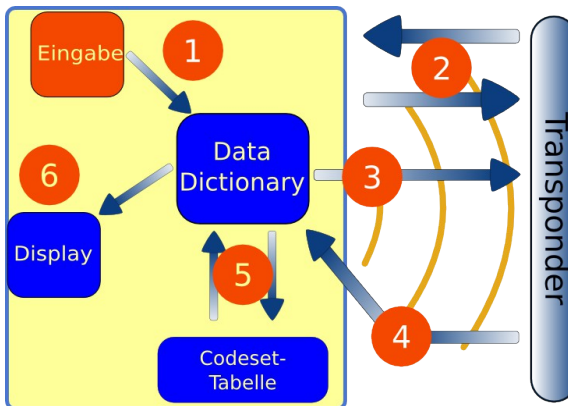 Eingabe
1
2
Data
Dictionary
3
6
Display
5
4
Codeset-
Tabelle
Transponder